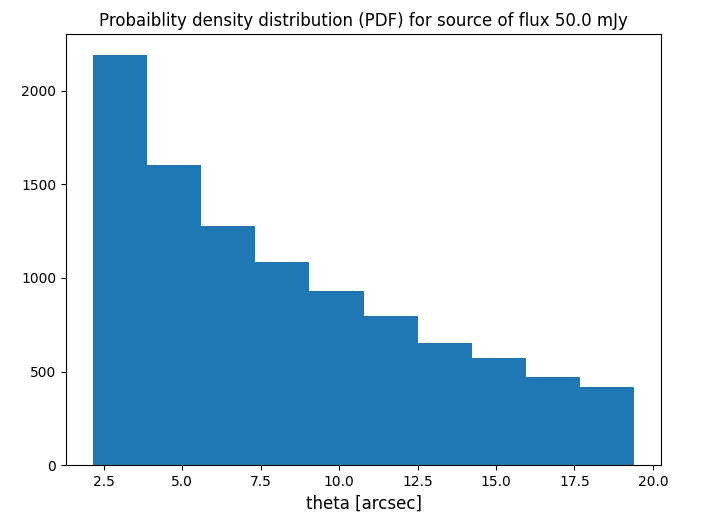 Probaiblity density distribution (PDF) for source of flux 50.0 mJy
2000
1500
1000
500
0
2.5 5.0 7.5 10.0 12.5 15.0 17.5 20.0
theta [arcsec]